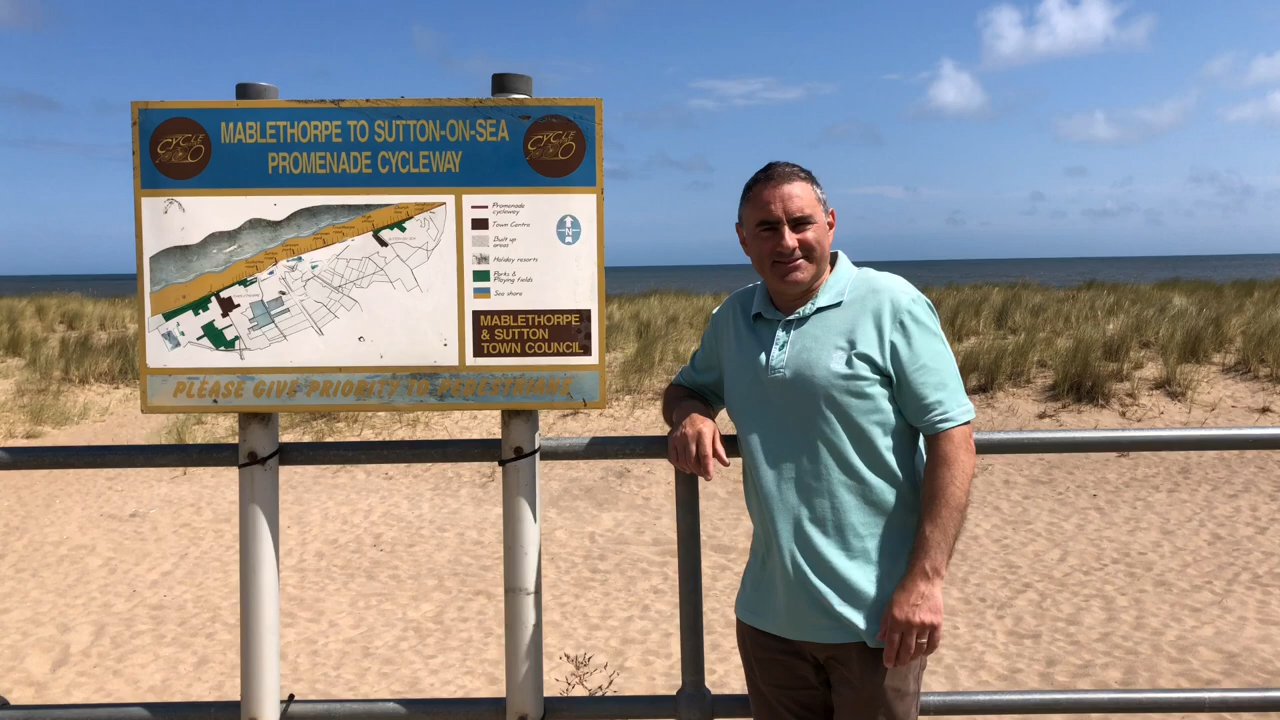 CYCLE
MABLETHORPE TO SUTTON-ON-SEA
PROMENADE CYCLEWAY
CYCLE
Promenade
cycleway
Town Centre
Built up
areas
Holiday resorts
Parks &
Playing fields
Sea shore
N
MABLETHORPE
& SUTTON
TOWN COUNCIL
PLEASE GIVE PRIORITY TO PEDESTRIANS